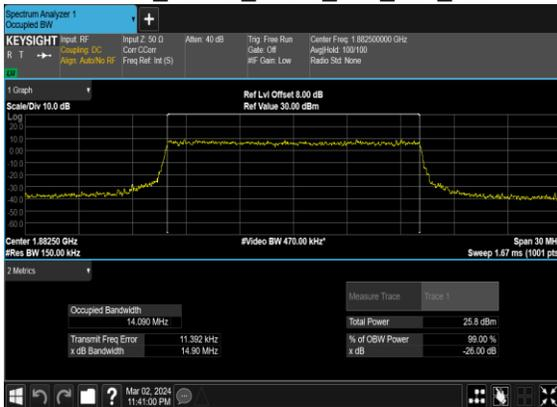 Spectrum Analyzer 1
Occupied BW
+
KEYSIGHT Input: RF Input Z: 50 Ω Atten: 40 dB Trig: Free Run Center Freq: 1.882500000 GHz
R T Coupling: DC Corr CCorr Gate: Off Avg|Hold: 100/100
Align: Auto/No RF Freq Ref: Int (S) #IF Gain: Low Radio Std: None
1 Graph Ref Lvl Offset 8.00 dB
Scale/Div 10.0 dB Ref Value 30.00 dBm
Log
20.0
10.0
0.00
-10.0
-20.0
-30.0
-40.0
-50.0
-60.0
Center 1.88250 GHz #Video BW 470.00 kHz* Span 30 MH
#Res BW 150.00 kHz Sweep 1.67 ms (1001 pts
2 Metrics
Measure Trace Trace 1
Occupied Bandwidth
14.090 MHz Total Power 25.8 dBm
Transmit Freq Error 11.392 kHz % of OBW Power 99.00 %
x dB Bandwidth 14.90 MHz x dB -26.00 dB
? Mar 02, 2024
11:41:00 PM